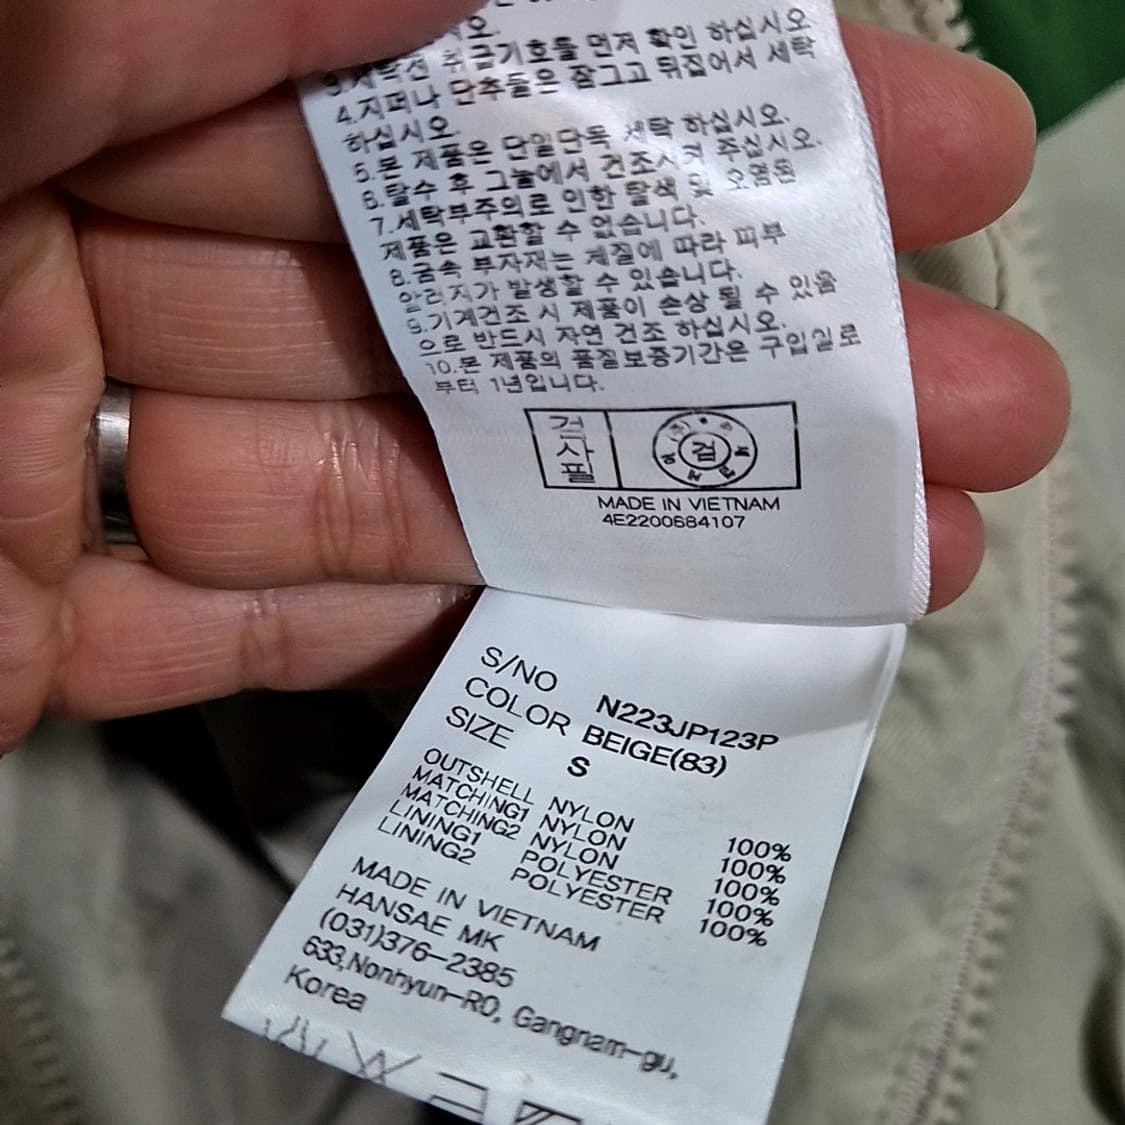 오.
3.세탁전 취급기호를 먼저 확인 하십시오
4.지퍼나 단추들은 잠그고 뒤집어서 세탁
하십시오.
5.본 제품은 단일단독 세탁 하십시오.
6.탈수 후 그늘에서 건조시켜 주십시오.
7.세탁부주의로 인한 탈색 및 오염된
제품은 교환할 수 없습니다.
8.금속 부자재는 체질에 따라 피부
알러지가 발생할 수 있습니다.
9.기계건조 시 제품이 손상 될 수 있음
으로 반드시 자연 건조 하십시오.
10.본 제품의 품질보증기간은 구입일로
부터 1년입니다.
검사필
검
MADE IN VIETNAM
4E2200684107
S/NO N223JP123P
COLOR BEIGE(83)
SIZE S
OUTSHELL NYLON 100%
MATCHING1 NYLON 100%
MATCHING2 NYLON 100%
LINING1 POLYESTER 100%
LINING2 POLYESTER 100%
MADE IN VIETNAM
HANSAE MK
(031)376-2385
633,Nonhyun-RO, Gangnam-gu,
Korea